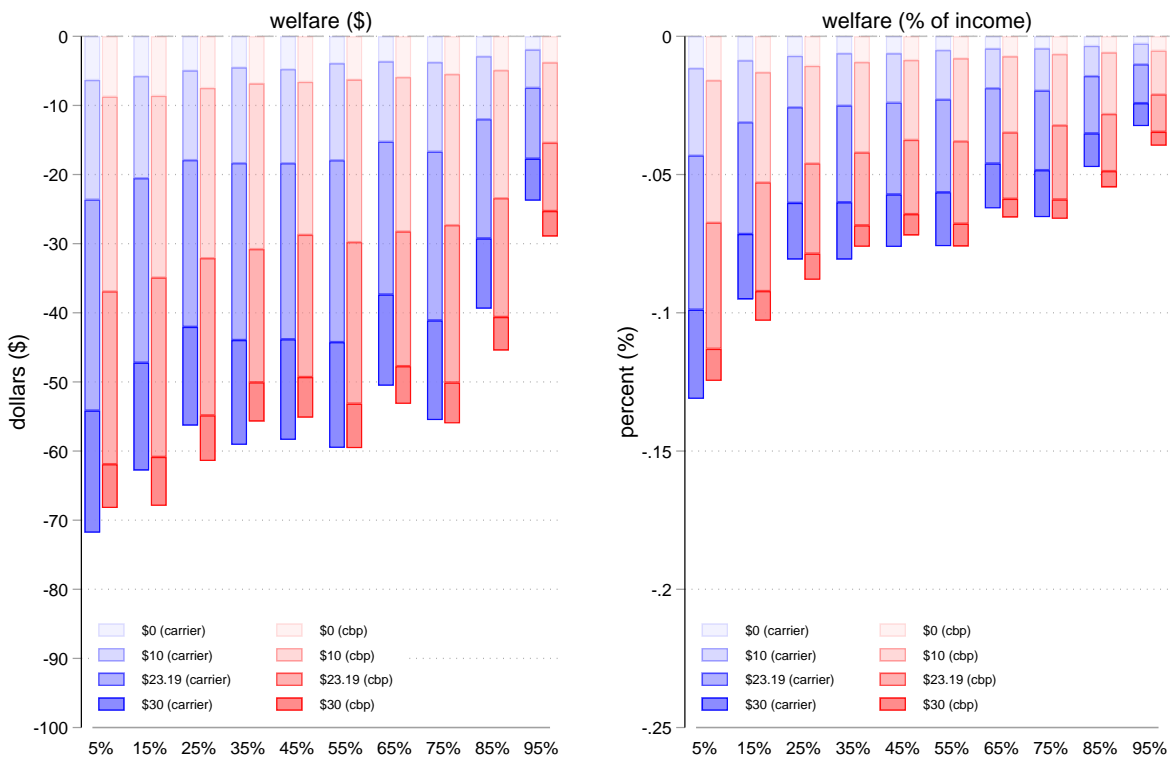 welfare ($)
0
-10
-20
-30
-40
-50
-60
-70
-80
-90
-100
dollars ($)
$0 (carrier) $0 (cbp)
$10 (carrier) $10 (cbp)
$23.19 (carrier) $23.19 (cbp)
$30 (carrier) $30 (cbp)
5% 15% 25% 35% 45% 55% 65% 75% 85% 95%
welfare (% of income)
0
-.05
-.1
-.15
-.2
-.25
percent (%)
$0 (carrier) $0 (cbp)
$10 (carrier) $10 (cbp)
$23.19 (carrier) $23.19 (cbp)
$30 (carrier) $30 (cbp)
5% 15% 25% 35% 45% 55% 65% 75% 85% 95%